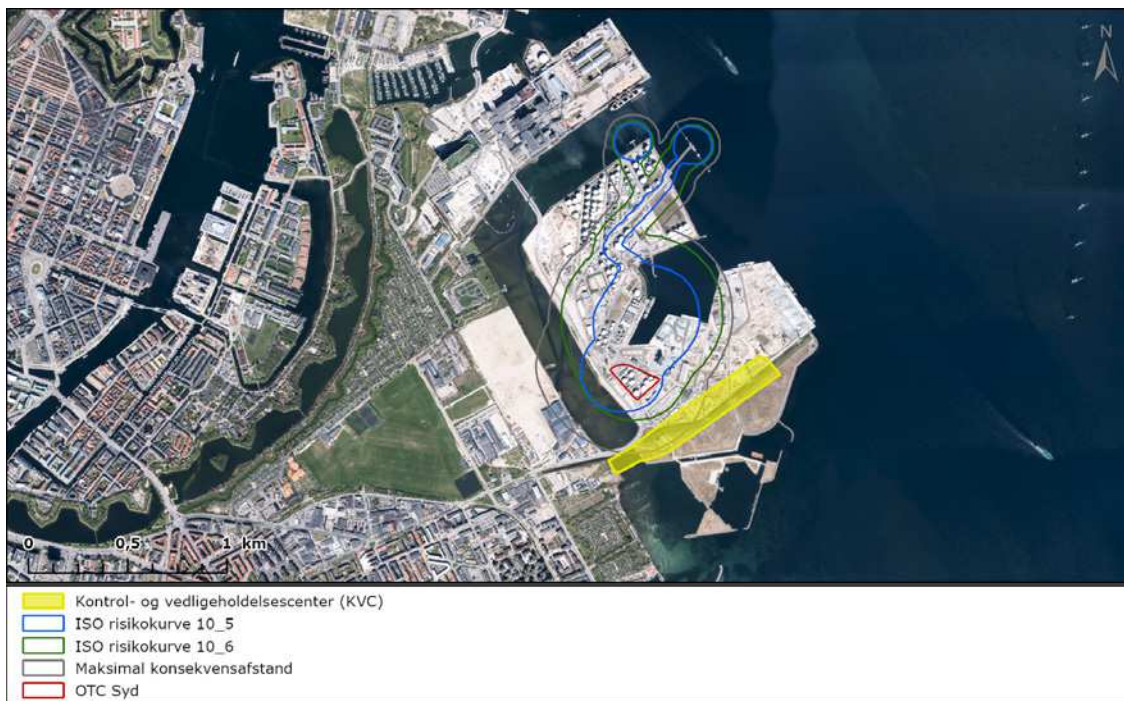 N
0 0,5 1 km
Kontrol- og vedligeholdelsescenter (KVC)
ISO risikokurve 10_5
ISO risikokurve 10_6
Maksimal konsekvensafstand
OTC Syd